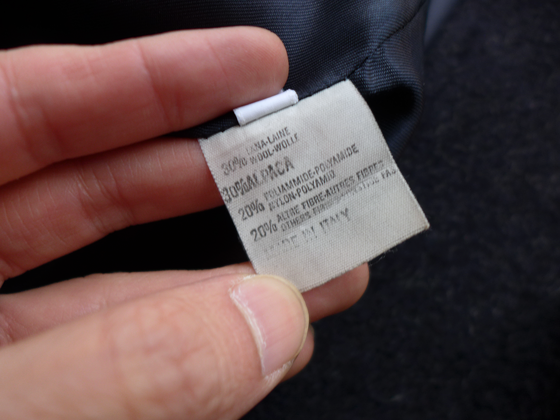 30% LANA-LAINE
WOOL-WOLLE
30% ALPACA
20% POLIAMMIDE-POLYAMIDE
NYLON-POLYAMID
20% ALTRE FIBRE-AUTRES FIBRES
OTHERS FIBRES
MADE IN ITALY